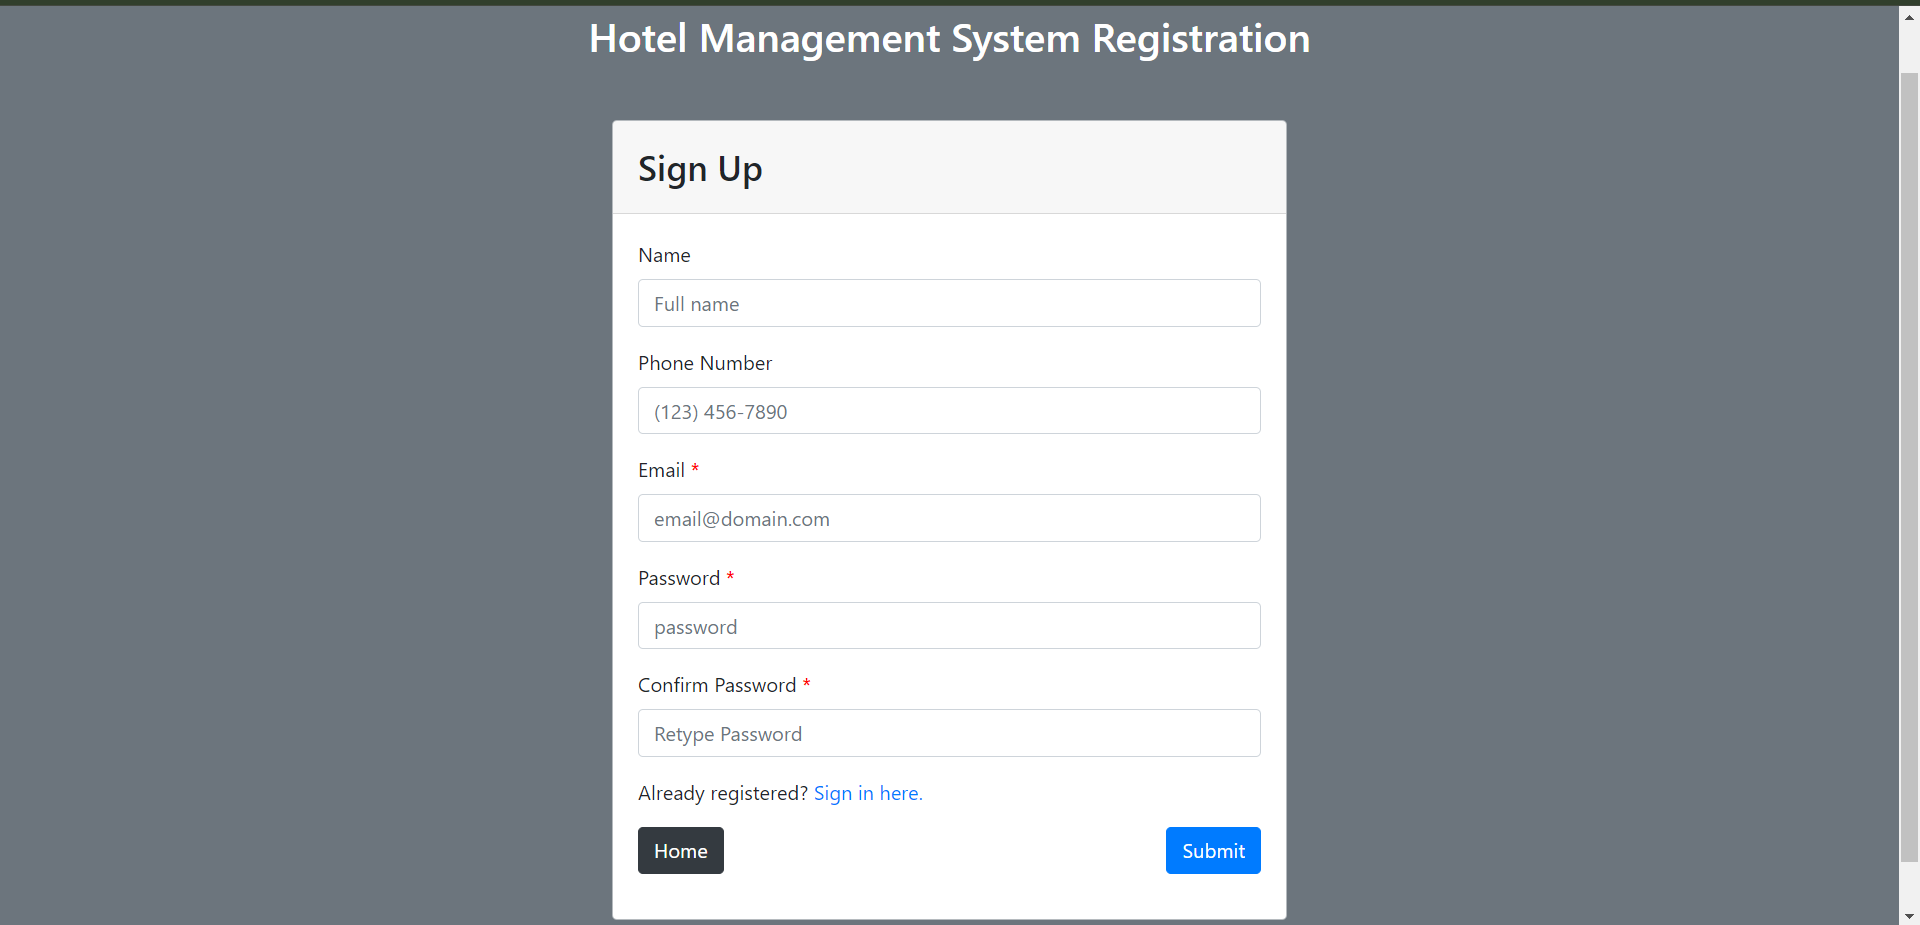 Hotel Management System Registration
Sign Up
Name
Full name
Phone Number
(123) 456-7890
Email *
email@domain.com
Password *
password
Confirm Password *
Retype Password
Already registered? Sign in here.
Home
Submit